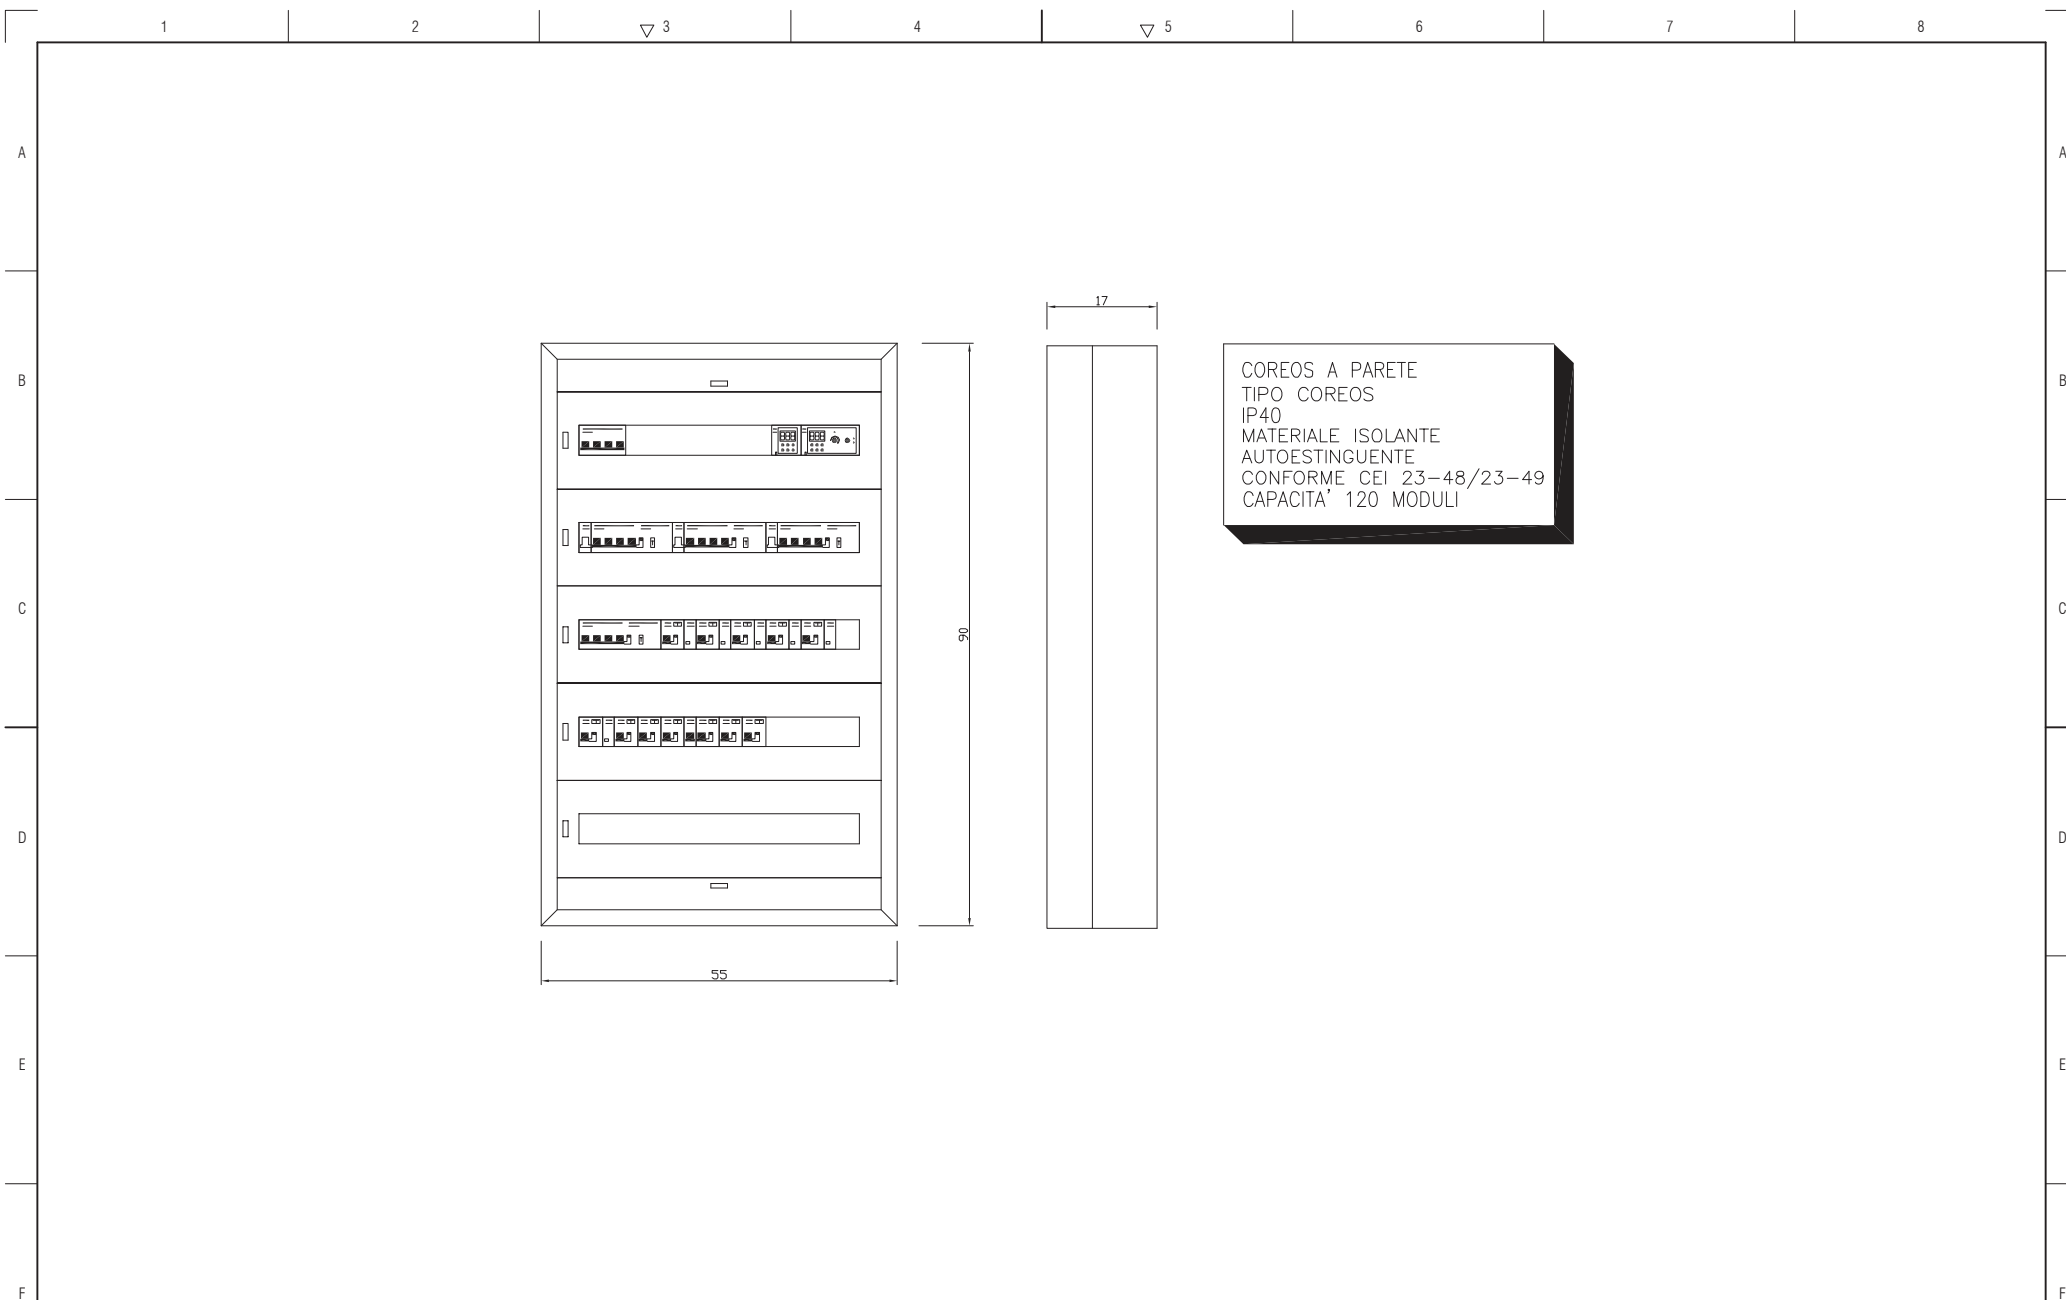 1 2 3 4 5 6 7 8
A A
17
B B
COREOS A PARETE
TIPO COREOS
IP40
MATERIALE ISOLANTE
AUTOESTINGUENTE
CONFORME CEI 23-48/23-49
CAPACITA' 120 MODULI
C C
90
D D
55
E E
F F